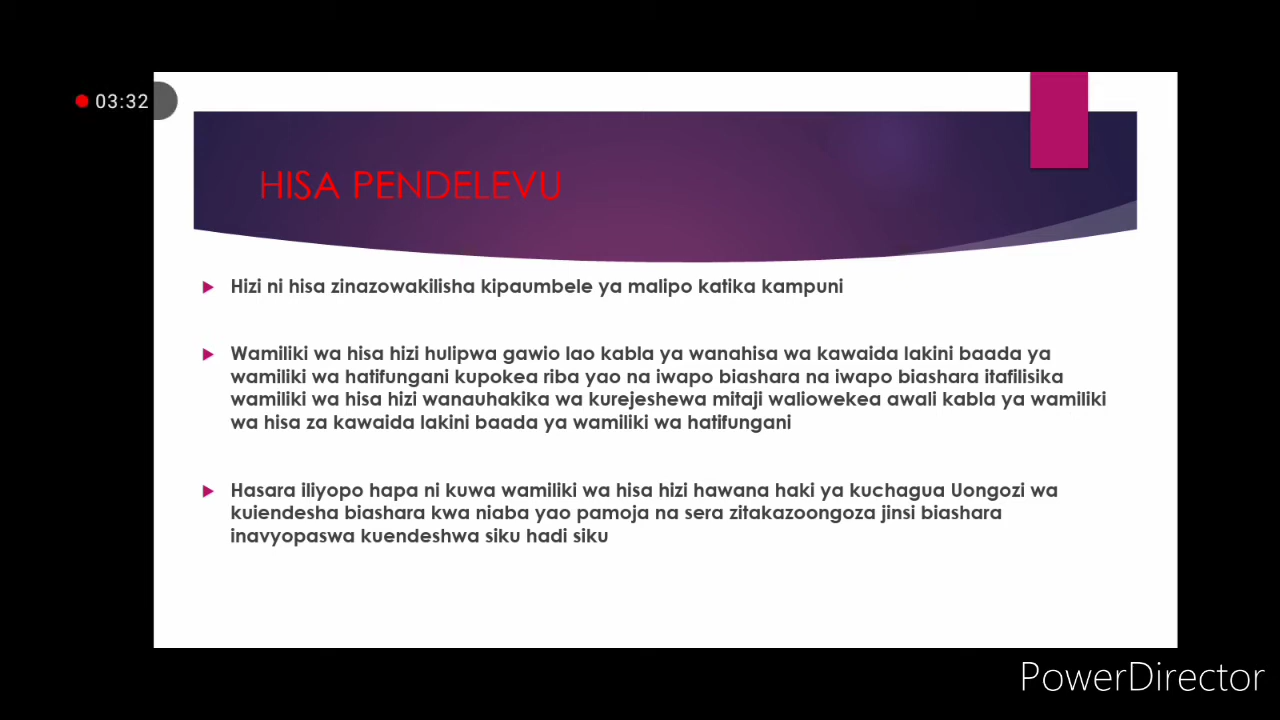 03:32
HISA PENDELEVU
Hizi ni hisa zinazowakilisha kipaumbele ya malipo katika kampuni
Wamiliki wa hisa hizi hulipwa gawio lao kabla ya wanahisa wa kawaida lakini baada ya
wamiliki wa hatifungani kupokea riba yao na iwapo biashara na iwapo biashara itafilisika
wamiliki wa hisa hizi wanauhakika wa kurejeshewa mitaji waliowekea awali kabla ya wamiliki
wa hisa za kawaida lakini baada ya wamiliki wa hatifungani
Hasara iliyopo hapa ni kuwa wamiliki wa hisa hizi hawana haki ya kuchagua Uongozi wa
kuiendesha biashara kwa niaba yao pamoja na sera zitakazoongoza jinsi biashara
inavyopaswa kuendeshwa siku hadi siku
PowerDirector